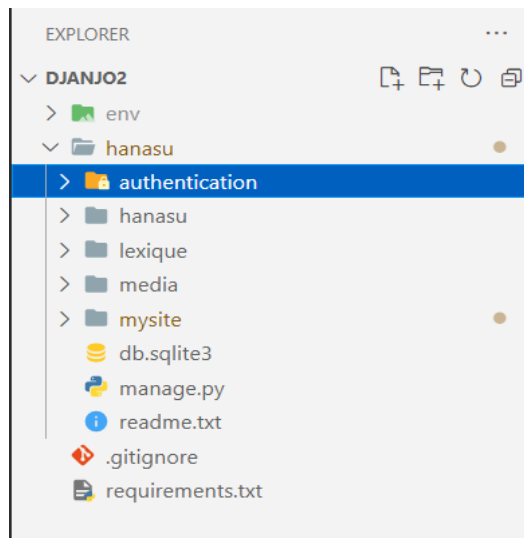 EXPLORER
DJANJO2
env
hanasu
authentication
hanasu
lexique
media
mysite
db.sqlite3
manage.py
readme.txt
.gitignore
requirements.txt